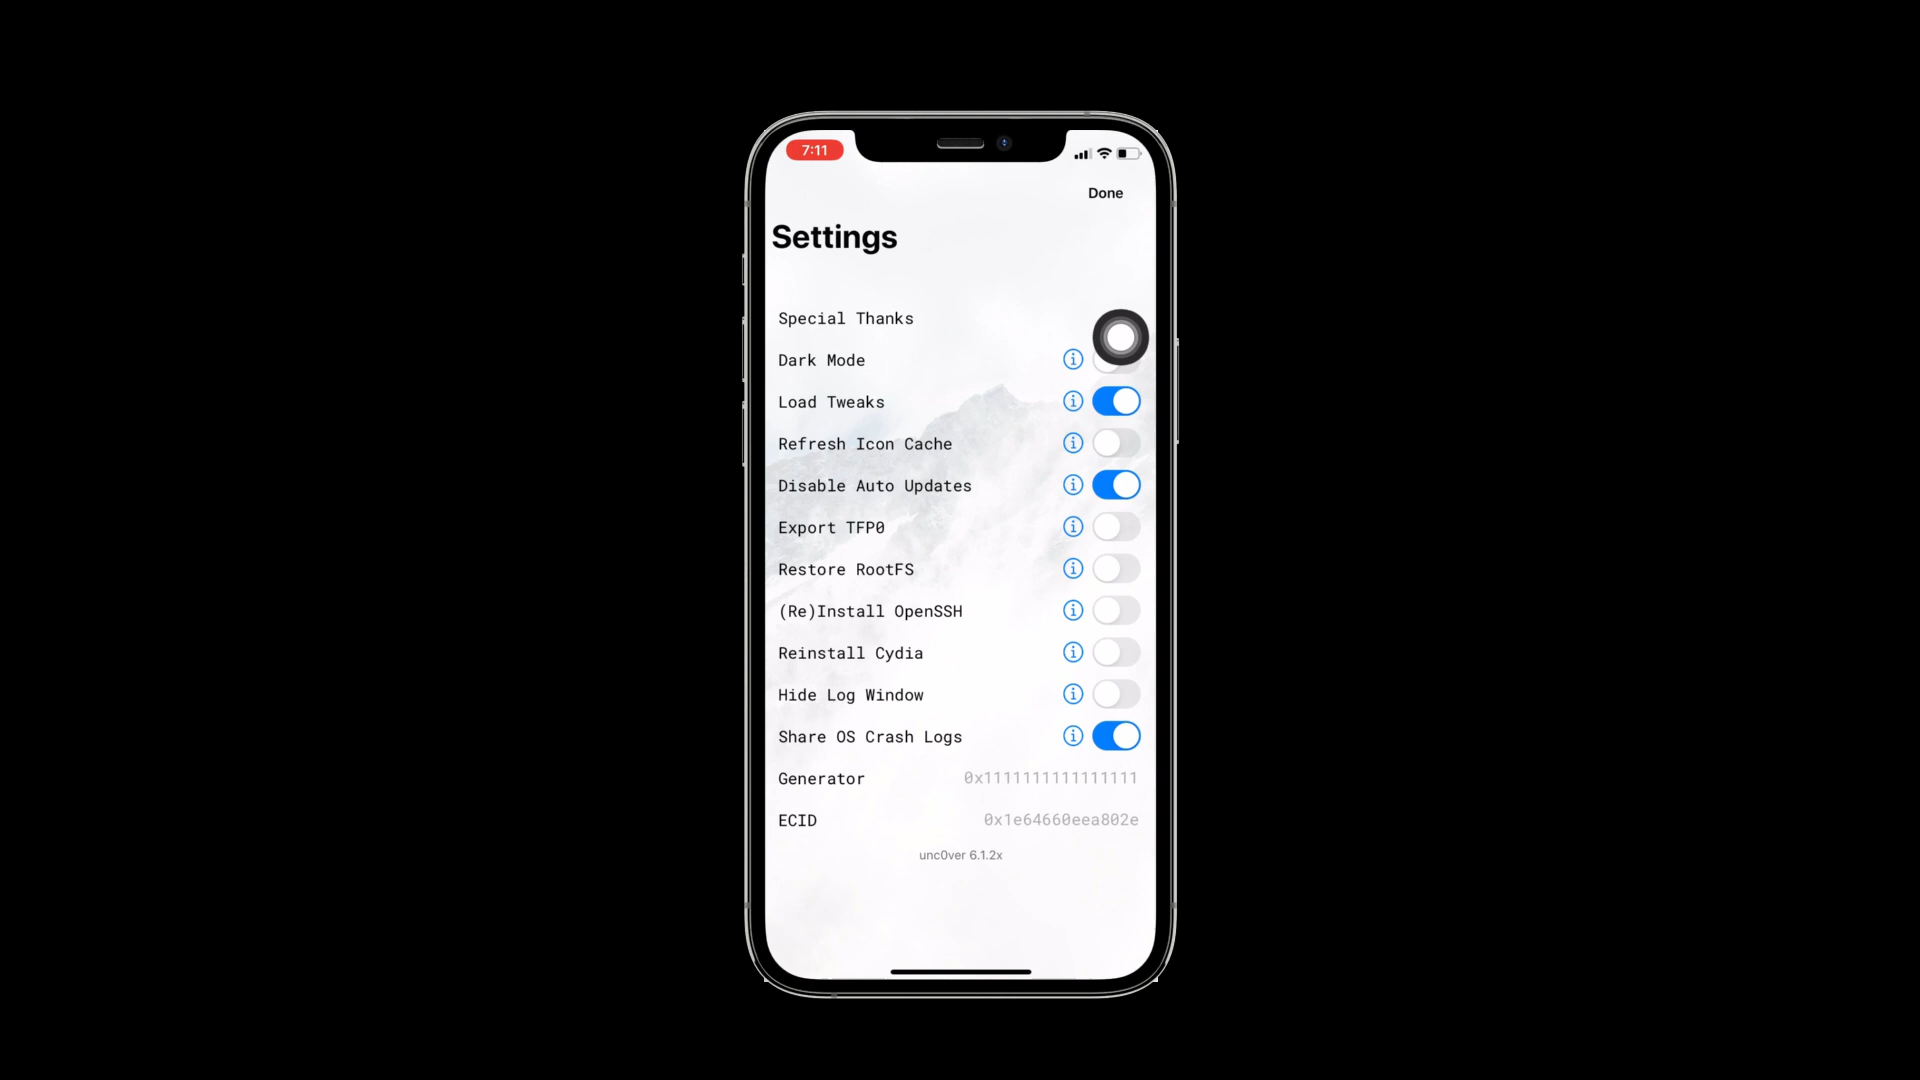 7:11
Done
Settings
Special Thanks
Dark Mode
Load Tweaks
Refresh Icon Cache
Disable Auto Updates
Export TFP0
Restore RootFS
(Re)Install OpenSSH
Reinstall Cydia
Hide Log Window
Share OS Crash Logs
Generator 0x1111111111111111
ECID 0x1e64660eea802e
unc0ver 6.1.2x